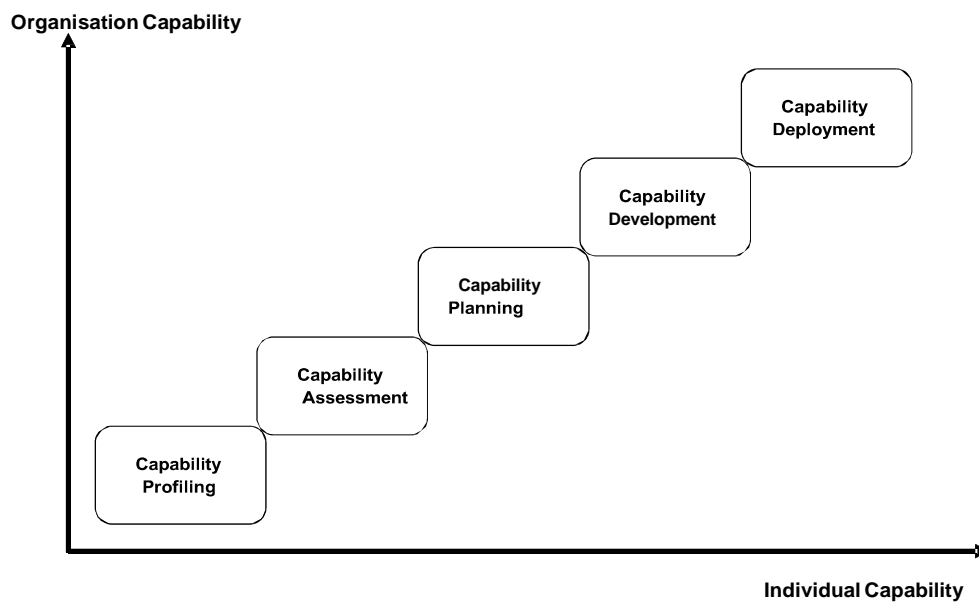 Organisation Capability
Capability
Deployment
Capability
Development
Capability
Planning
Capability
Assessment
Capability
Profiling
Individual Capability